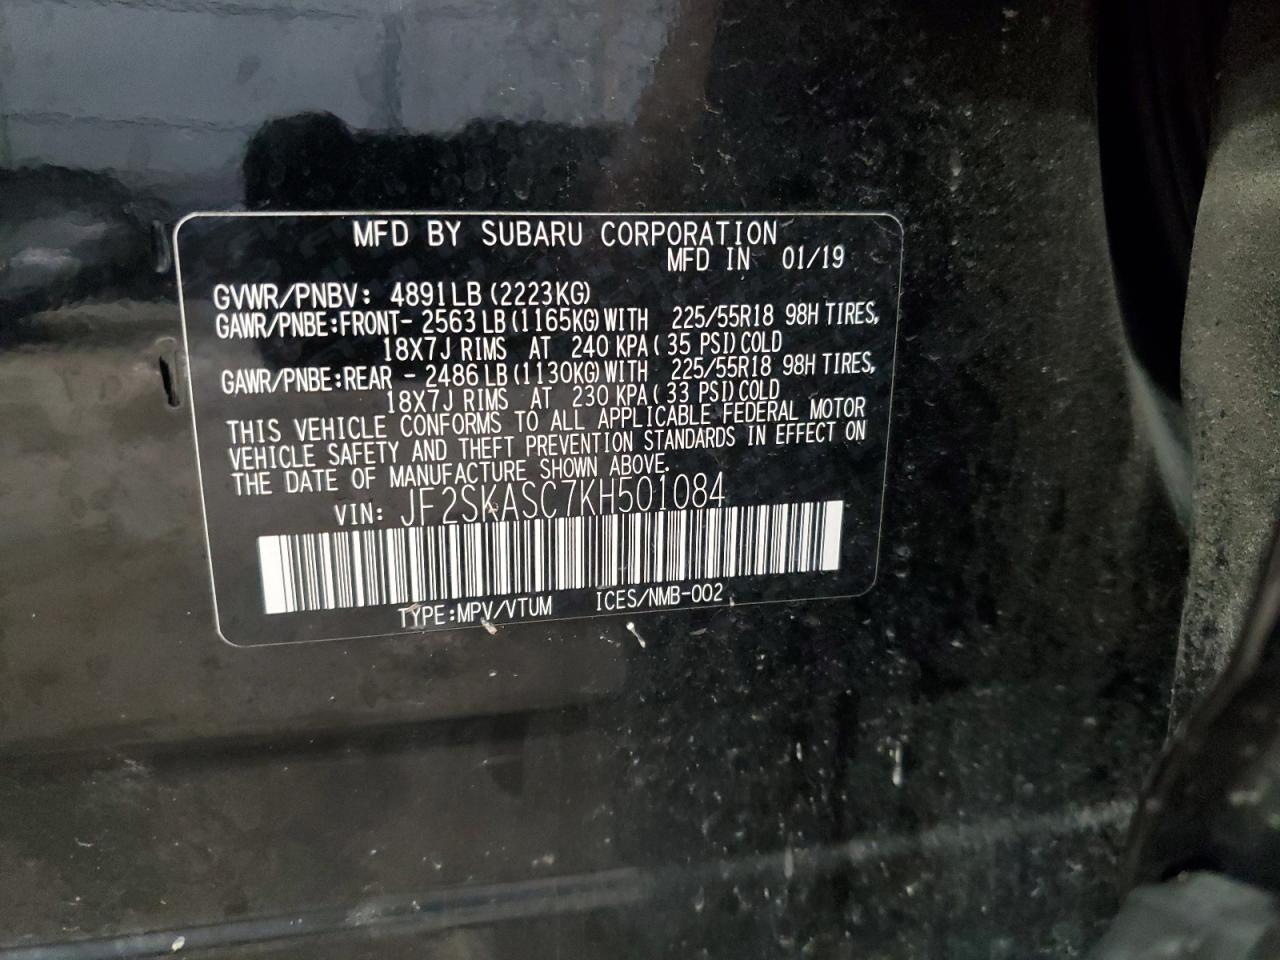 MFD BY SUBARU CORPORATION
MFD IN 01/19
GVWR/PNBV: 4891LB (2223KG)
GAWR/PNBE:FRONT- 2563LB (1165KG) WITH 225/55R18 98H TIRES,
18X7J RIMS AT 240 KPA ( 35 PSI) COLD
GAWR/PNBE:REAR - 2486LB (1130KG) WITH 225/55R18 98H TIRES,
18X7J RIMS AT 230 KPA ( 33 PSI) COLD
THIS VEHICLE CONFORMS TO ALL APPLICABLE FEDERAL MOTOR
VEHICLE SAFETY AND THEFT PREVENTION STANDARDS IN EFFECT ON
THE DATE OF MANUFACTURE SHOWN ABOVE.
VIN: JF2SKASC7KH501084
TYPE:MPV/VTUM ICES/NMB-002